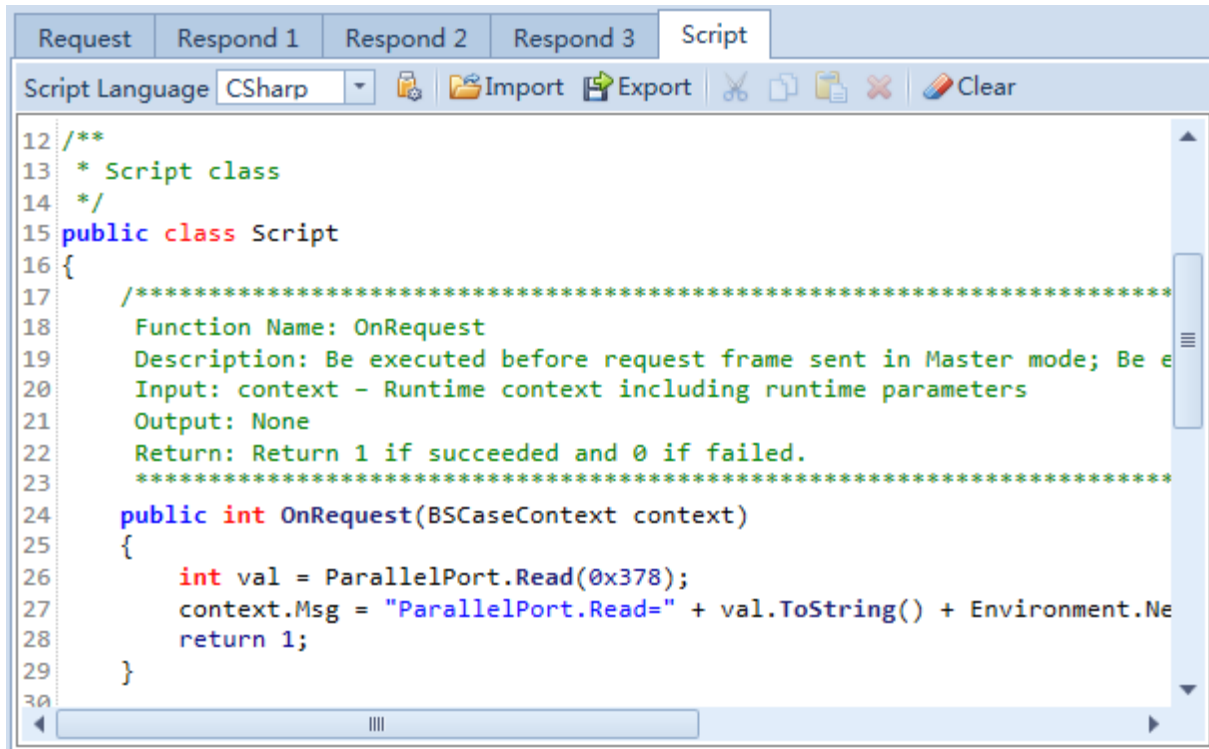 Request Respond 1 Respond 2 Respond 3 Script
Script Language CSharp Import Export Clear
12 /**
13  * Script class
14  */
15 public class Script
16 {
17     /***********************************************************************
18      Function Name: OnRequest
19      Description: Be executed before request frame sent in Master mode; Be e
20      Input: context – Runtime context including runtime parameters
21      Output: None
22      Return: Return 1 if succeeded and 0 if failed.
23      ***********************************************************************
24     public int OnRequest(BSCaseContext context)
25     {
26         int val = ParallelPort.Read(0x378);
27         context.Msg = "ParallelPort.Read=" + val.ToString() + Environment.Ne
28         return 1;
29     }
30